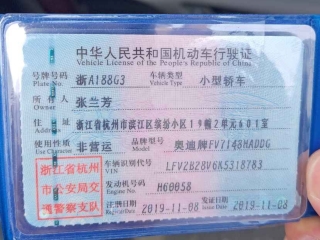 中华人民共和国机动车行驶证
Vehicle License of the People's Republic of China
号牌号码 浙A188G3 车辆类型 小型轿车
Plate No. Vehicle Type
所有人 张兰芳
Owner
住址 浙江省杭州市滨江区缤纷小区19幢2单元601室
Address
使用性质 非营运 品牌型号 奥迪牌FV7148HADDG
Use Character Model
浙江省杭州
市公安局交
通警察支队
车辆识别代号 LFV2B28V6K5318783
VIN
发动机号码 H60058
Engine No.
注册日期 2019-11-08 发证日期 2019-11-08
Register Date Issue Date